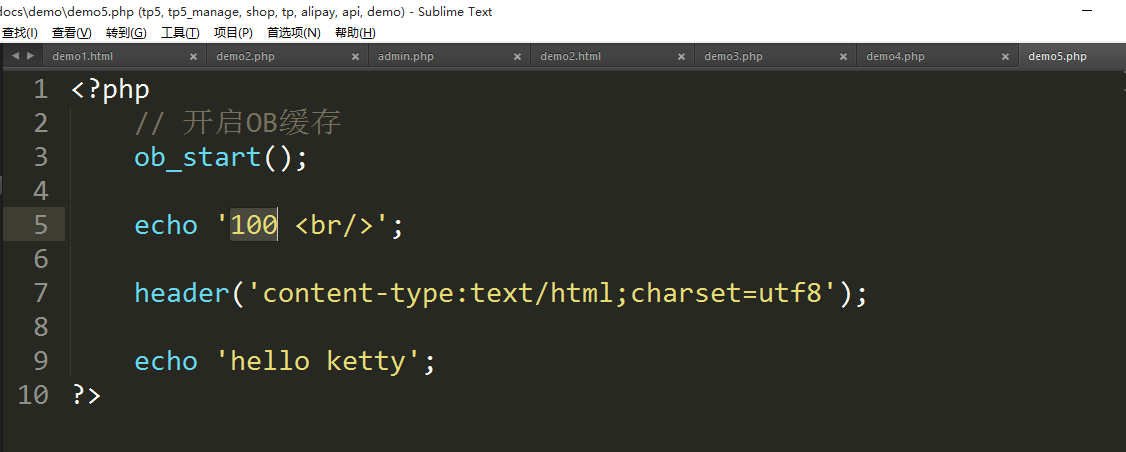 docs\demo\demo5.php (tp5, tp5_manage, shop, tp, alipay, api, demo) - Sublime Text
查找(I) 查看(V) 转到(G) 工具(T) 项目(P) 首选项(N) 帮助(H)
demo1.html demo2.php admin.php demo2.html demo3.php demo4.php demo5.php
1 <?php
2 // 开启OB缓存
3 ob_start();
4
5 echo '100 <br/>';
6
7 header('content-type:text/html;charset=utf8');
8
9 echo 'hello ketty';
10 ?>